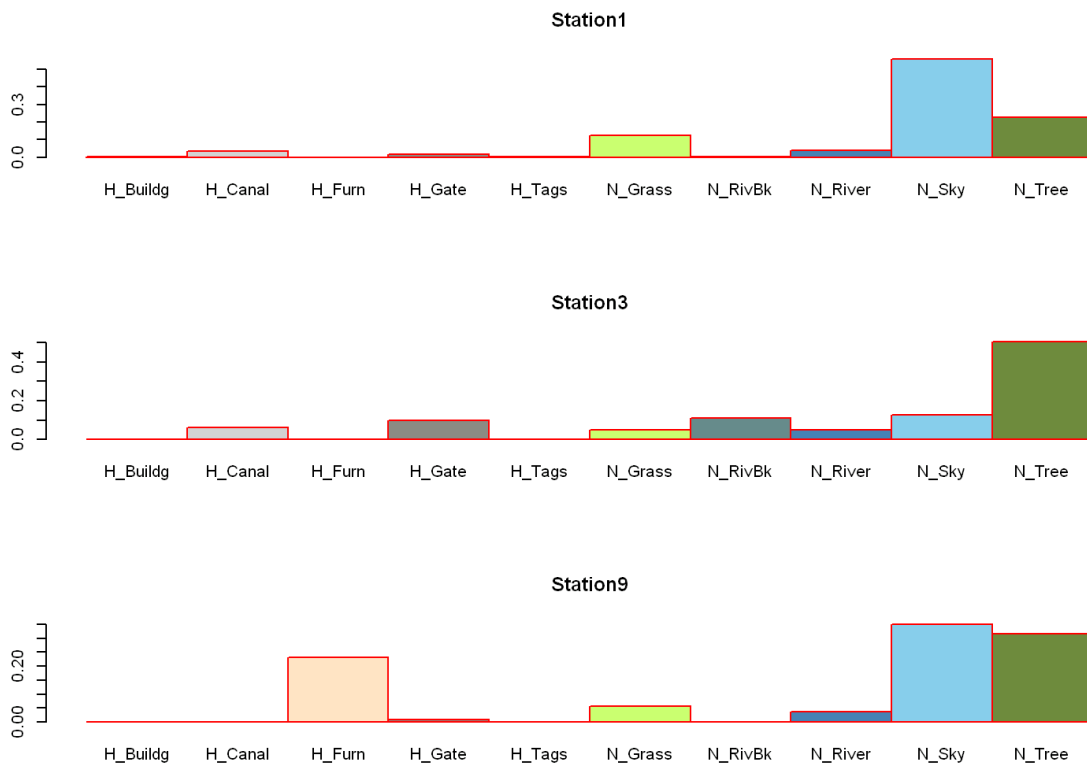 Station1
0.3
0.0
H_Buildg H_Canal H_Furn H_Gate H_Tags N_Grass N_RivBk N_River N_Sky N_Tree
Station3
0.4
0.2
0.0
H_Buildg H_Canal H_Furn H_Gate H_Tags N_Grass N_RivBk N_River N_Sky N_Tree
Station9
0.20
0.00
H_Buildg H_Canal H_Furn H_Gate H_Tags N_Grass N_RivBk N_River N_Sky N_Tree